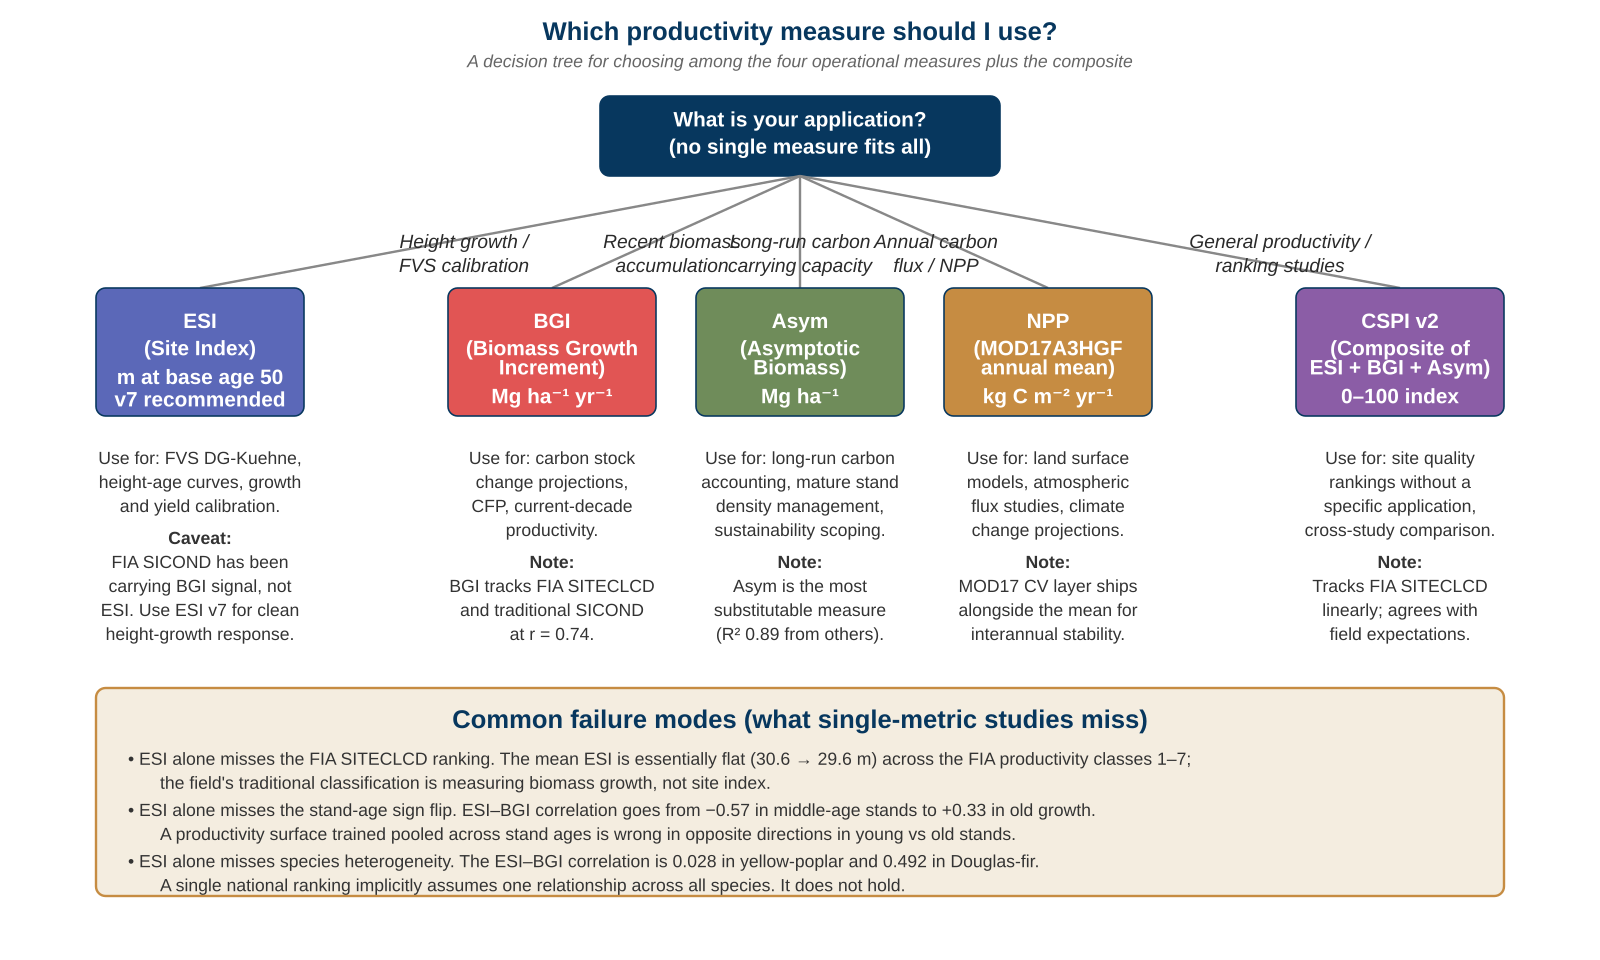 Which productivity measure should I use?
A decision tree for choosing among the four operational measures plus the composite
What is your application?
(no single measure fits all)
Height growth /
FVS calibration
Recent biomass
accumulation
Long-run carbon
carrying capacity
Annual carbon
flux / NPP
General productivity /
ranking studies
ESI
(Site Index)
m at base age 50
v7 recommended
BGI
(Biomass Growth
Increment)
Mg ha⁻¹ yr⁻¹
Asym
(Asymptotic
Biomass)
Mg ha⁻¹
NPP
(MOD17A3HGF
annual mean)
kg C m⁻² yr⁻¹
CSPI v2
(Composite of
ESI + BGI + Asym)
0–100 index
Use for: FVS DG-Kuehne,
height-age curves, growth
and yield calibration.
Caveat:
FIA SICOND has been
carrying BGI signal, not
ESI. Use ESI v7 for clean
height-growth response.
Use for: carbon stock
change projections,
CFP, current-decade
productivity.
Note:
BGI tracks FIA SITECLCD
and traditional SICOND
at r = 0.74.
Use for: long-run carbon
accounting, mature stand
density management,
sustainability scoping.
Note:
Asym is the most
substitutable measure
(R² 0.89 from others).
Use for: land surface
models, atmospheric
flux studies, climate
change projections.
Note:
MOD17 CV layer ships
alongside the mean for
interannual stability.
Use for: site quality
rankings without a
specific application,
cross-study comparison.
Note:
Tracks FIA SITECLCD
linearly; agrees with
field expectations.
Common failure modes (what single-metric studies miss)
• ESI alone misses the FIA SITECLCD ranking. The mean ESI is essentially flat (30.6 → 29.6 m) across the FIA productivity classes 1–7;
the field's traditional classification is measuring biomass growth, not site index.
• ESI alone misses the stand-age sign flip. ESI–BGI correlation goes from −0.57 in middle-age stands to +0.33 in old growth.
A productivity surface trained pooled across stand ages is wrong in opposite directions in young vs old stands.
• ESI alone misses species heterogeneity. The ESI–BGI correlation is 0.028 in yellow-poplar and 0.492 in Douglas-fir.
A single national ranking implicitly assumes one relationship across all species. It does not hold.